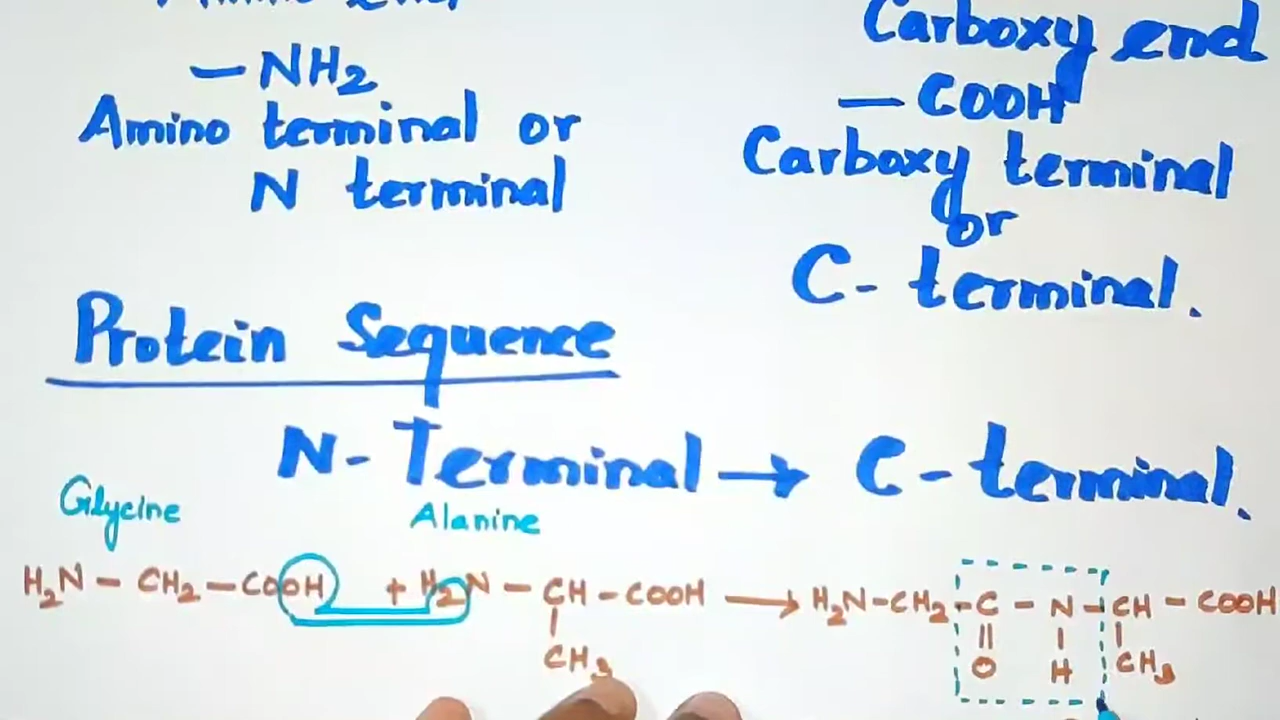 — NH₂
Amino terminal or
N terminal
Carboxy end
— COOH
Carboxy terminal
or
C- terminal.
Protein Sequence
N- Terminal → C- terminal.
Glycine
Alanine
H₂N – CH₂ – COOH + H₂N – CH – COOH → H₂N-CH₂ - C - N - CH - COOH
CH₃
O
H
CH₃